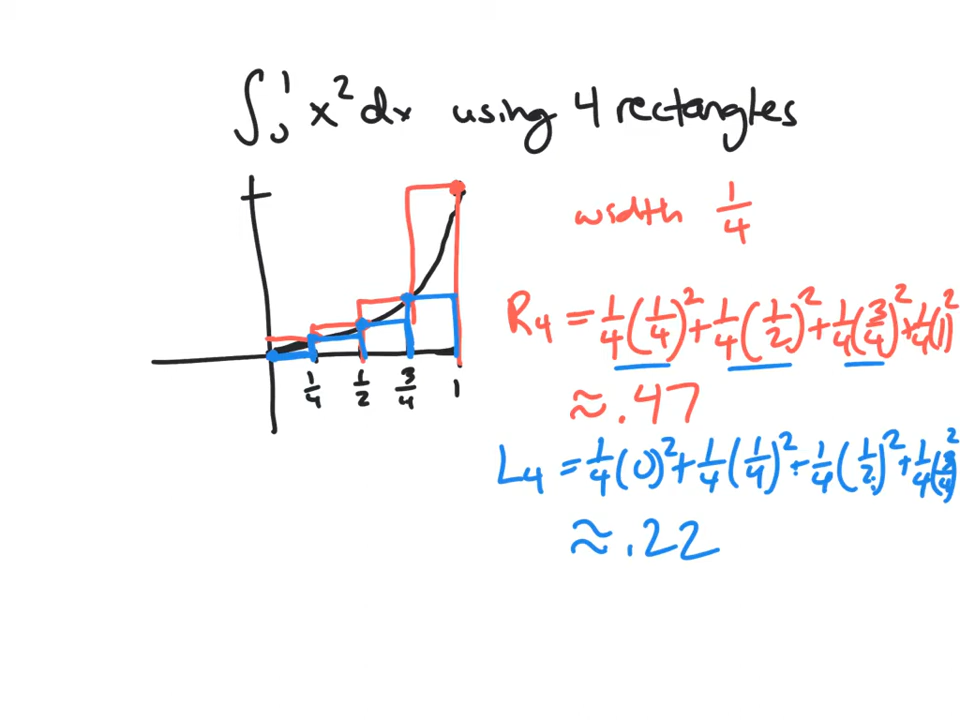 ∫₀¹ x² dx using 4 rectangles
width 1/4
R₄ = 1/4(1/4)² + 1/4(1/2)² + 1/4(3/4)² + 1/4(1)²
≈ .47
1/4 1/2 3/4 1
L₄ = 1/4(0)² + 1/4(1/4)² + 1/4(1/2)² + 1/4(3/4)²
≈ .22